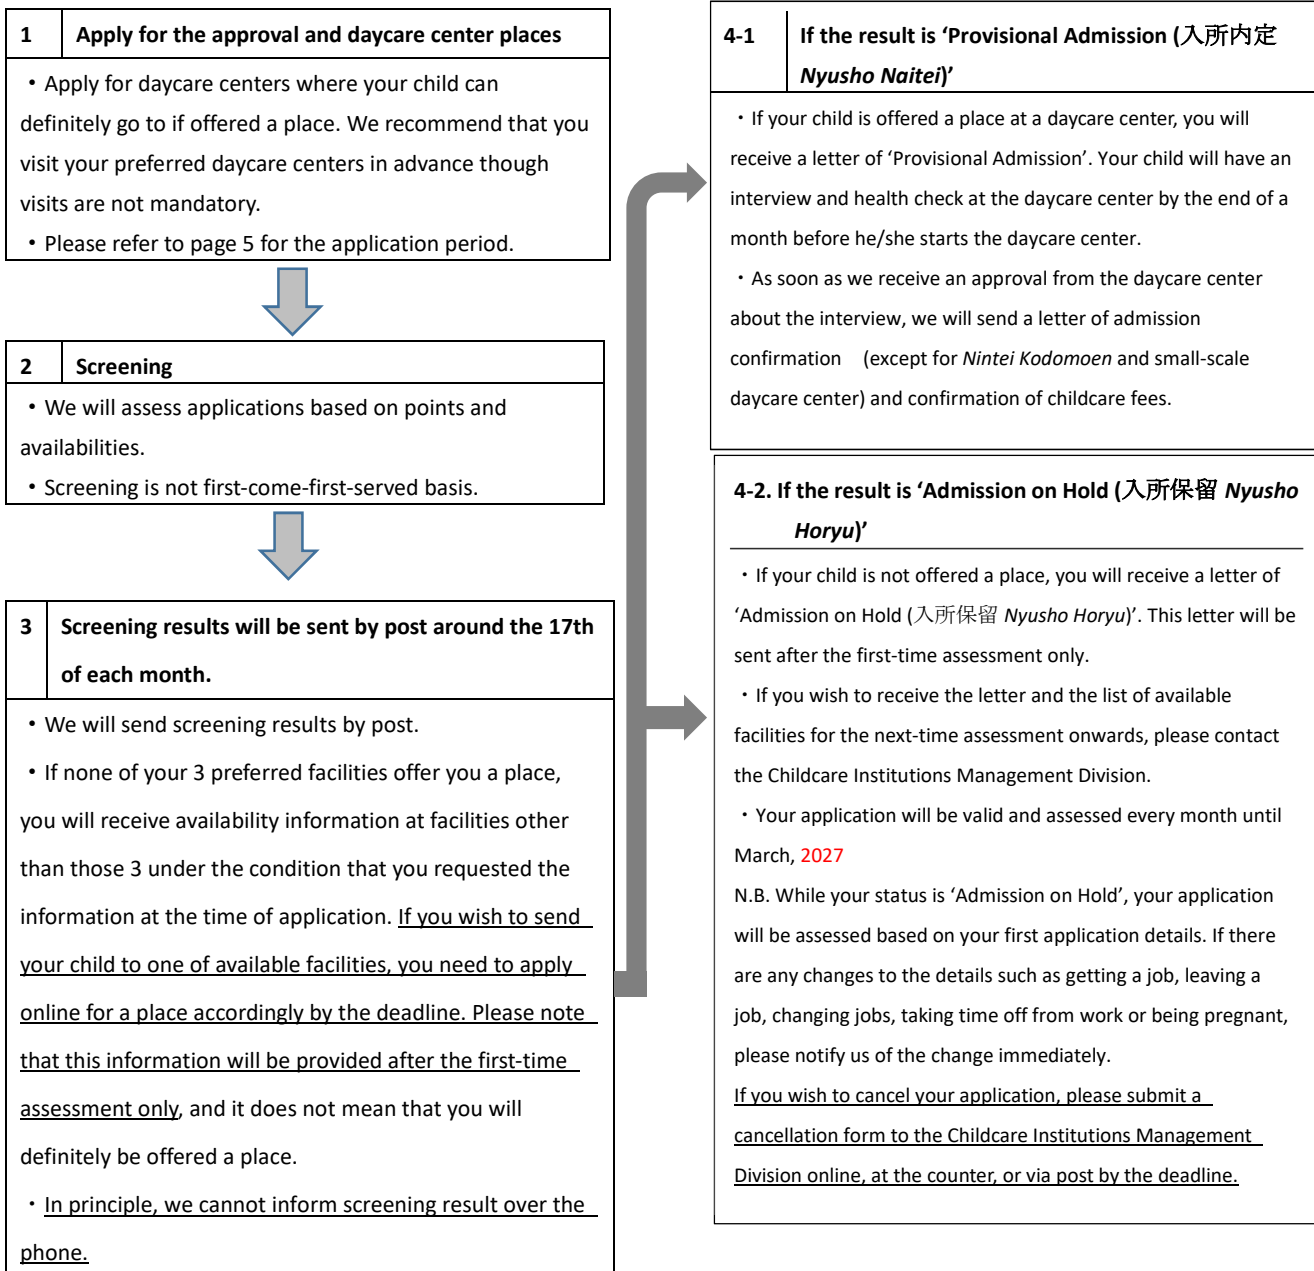 1 Apply for the approval and daycare center places
・Apply for daycare centers where your child can
definitely go to if offered a place. We recommend that you
visit your preferred daycare centers in advance though
visits are not mandatory.
・Please refer to page 5 for the application period.
2 Screening
・We will assess applications based on points and
availabilities.
・Screening is not first-come-first-served basis.
3 Screening results will be sent by post around the 17th
of each month.
・We will send screening results by post.
・If none of your 3 preferred facilities offer you a place,
you will receive availability information at facilities other
than those 3 under the condition that you requested the
information at the time of application. If you wish to send
your child to one of available facilities, you need to apply
online for a place accordingly by the deadline. Please note
that this information will be provided after the first-time
assessment only, and it does not mean that you will
definitely be offered a place.
・In principle, we cannot inform screening result over the
phone.
4-1 If the result is ‘Provisional Admission (入所内定
Nyusho Naitei)’
・If your child is offered a place at a daycare center, you will
receive a letter of ‘Provisional Admission’. Your child will have an
interview and health check at the daycare center by the end of a
month before he/she starts the daycare center.
・As soon as we receive an approval from the daycare center
about the interview, we will send a letter of admission
confirmation (except for Nintei Kodomoen and small-scale
daycare center) and confirmation of childcare fees.
4-2. If the result is ‘Admission on Hold (入所保留 Nyusho
Horyu)’
・If your child is not offered a place, you will receive a letter of
‘Admission on Hold (入所保留 Nyusho Horyu)’. This letter will be
sent after the first-time assessment only.
・If you wish to receive the letter and the list of available
facilities for the next-time assessment onwards, please contact
the Childcare Institutions Management Division.
・Your application will be valid and assessed every month until
March, 2027
N.B. While your status is ‘Admission on Hold’, your application
will be assessed based on your first application details. If there
are any changes to the details such as getting a job, leaving a
job, changing jobs, taking time off from work or being pregnant,
please notify us of the change immediately.
If you wish to cancel your application, please submit a
cancellation form to the Childcare Institutions Management
Division online, at the counter, or via post by the deadline.